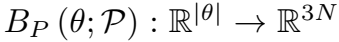 B_P (θ; 𝒫) : ℝ^{|θ|} → ℝ^{3N}